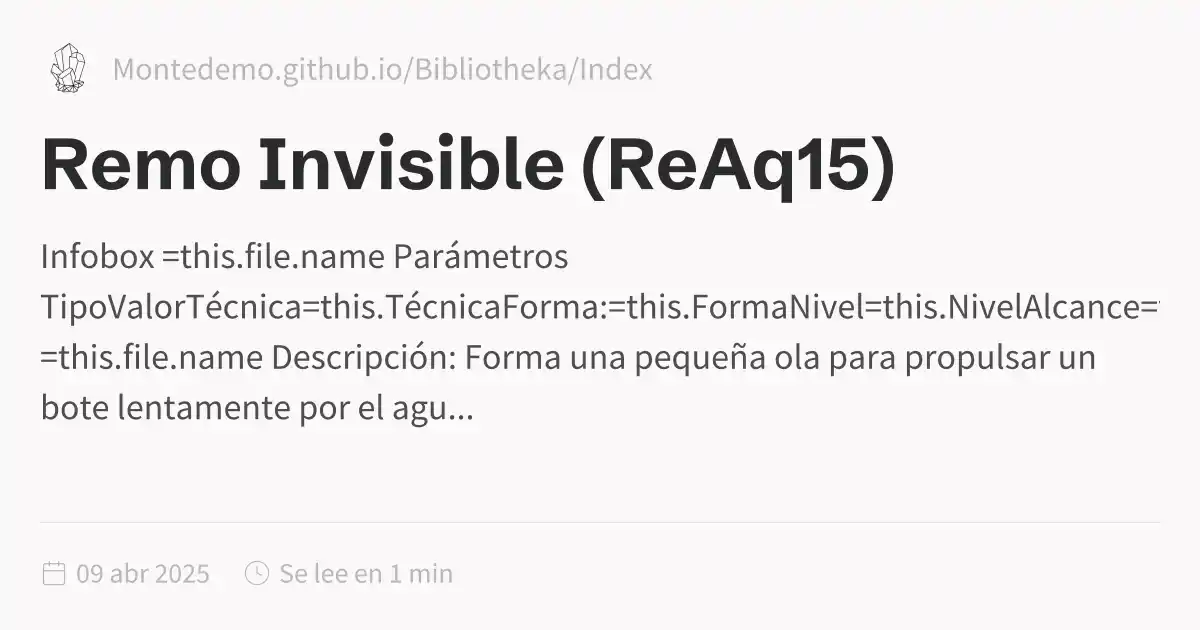 Montedemo.github.io/Bibliotheka/Index
Remo Invisible (ReAq15)
Infobox =this.file.name Parámetros
TipoValorTécnica=this.TécnicaForma:=this.FormaNivel=this.NivelAlcance=
=this.file.name Descripción: Forma una pequeña ola para propulsar un
bote lentamente por el agu...
09 abr 2025 Se lee en 1 min